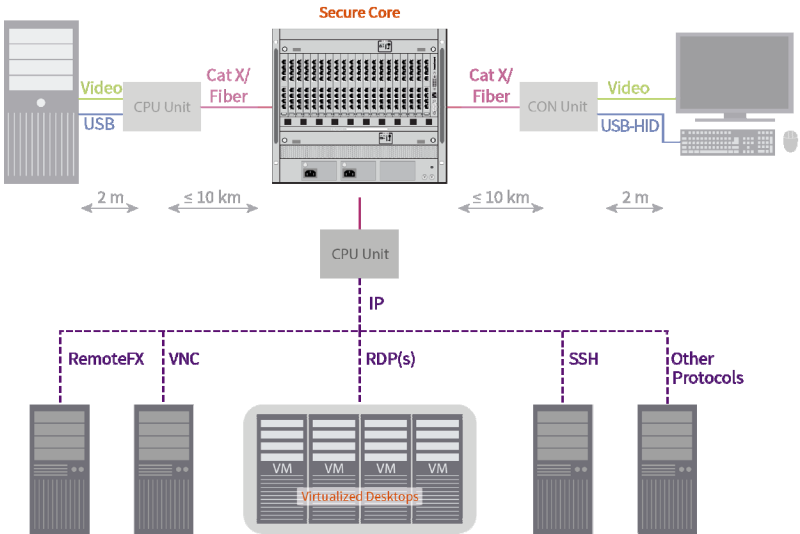 Secure Core
Video
USB
CPU Unit
Cat X/
Fiber
Cat X/
Fiber
CON Unit
Video
USB-HID
2 m
≤ 10 km
≤ 10 km
2 m
CPU Unit
IP
RemoteFX
VNC
RDP(s)
SSH
Other
Protocols
VM
VM
VM
VM
Virtualized Desktops